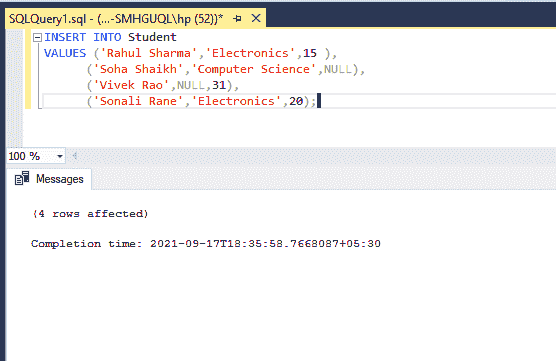 SQLQuery1.sql - (...-SMHGUQL\hp (52))*
INSERT INTO Student
VALUES ('Rahul Sharma','Electronics',15 ),
('Soha Shaikh','Computer Science',NULL),
('Vivek Rao',NULL,31),
('Sonali Rane','Electronics',20);
100 %
Messages
(4 rows affected)
Completion time: 2021-09-17T18:35:58.7668087+05:30